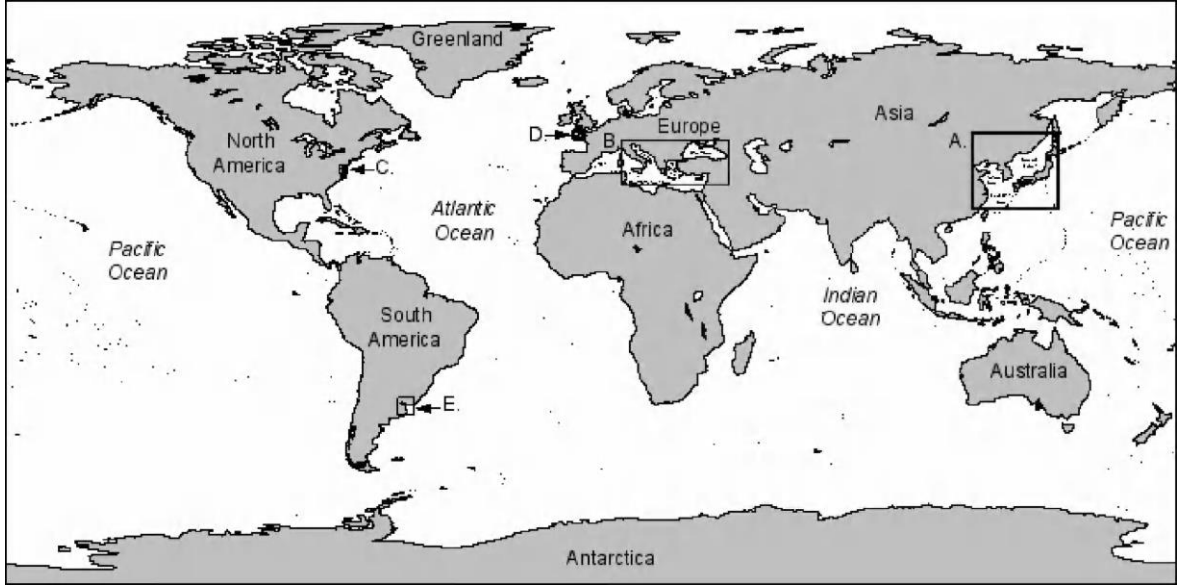 Greenland
Asia
Europe
D.
B.
A.
North
America
C.
Atlantic
Ocean
Pacific
Ocean
Africa
Pacific
Ocean
Indian
Ocean
South
America
Australia
E.
Antarctica